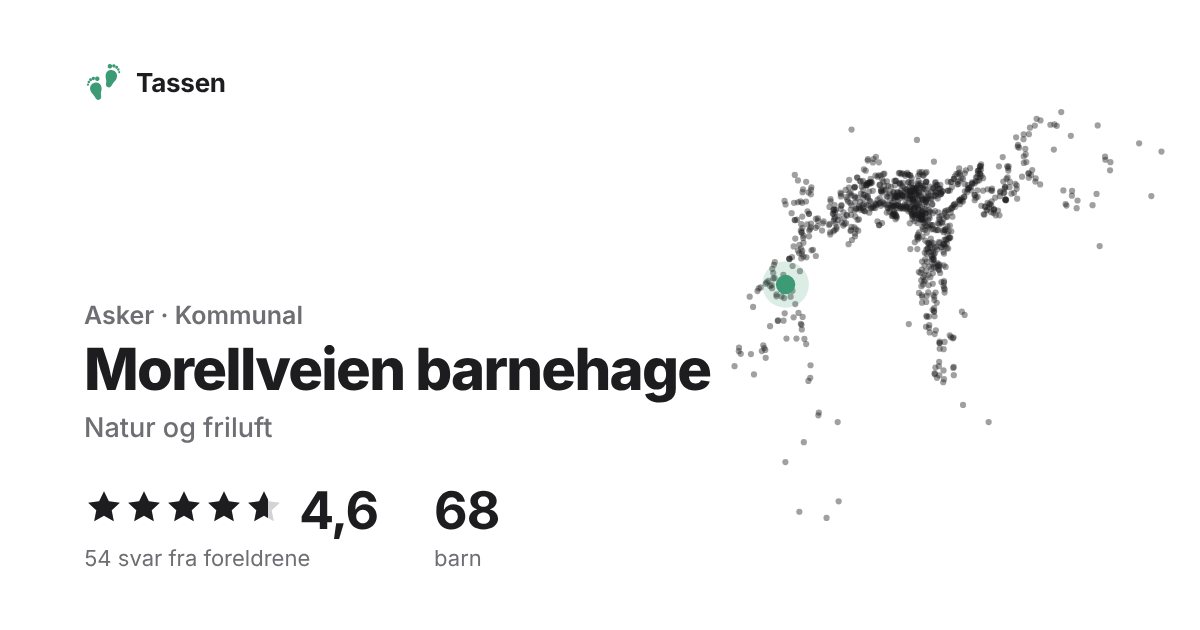 Tassen
Asker · Kommunal
Morellveien barnehage
Natur og friluft
4,6
68
54 svar fra foreldrene
barn